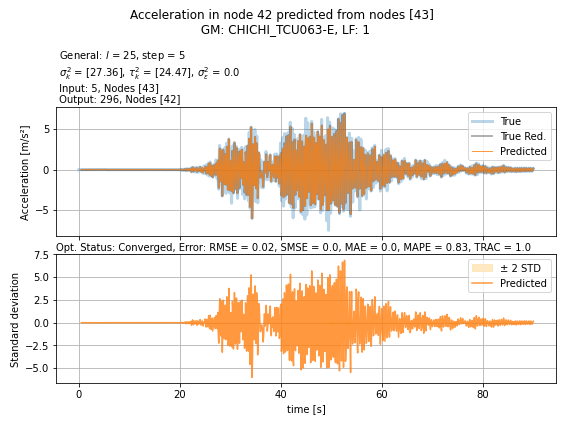 Acceleration in node 42 predicted from nodes [43]
GM: CHICHI_TCU063-E, LF: 1
General: l = 25, step = 5
σ²ₖ = [27.36], τ²ₖ = [24.47], σ²ε = 0.0
Input: 5, Nodes [43]
Output: 296, Nodes [42]
Acceleration [m/s²]
5
0
−5
True
True Red.
Predicted
Opt. Status: Converged, Error: RMSE = 0.02, SMSE = 0.0, MAE = 0.0, MAPE = 0.83, TRAC = 1.0
Standard deviation
7.5
5.0
2.5
0.0
−2.5
−5.0
± 2 STD
Predicted
0 20 40 60 80
time [s]